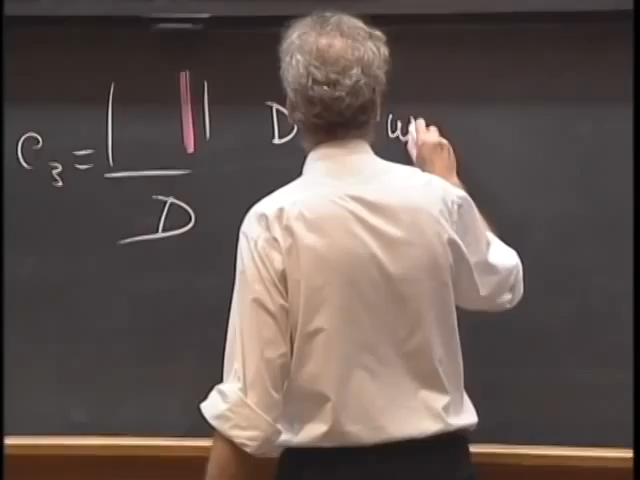 c₃ = | | / D
D